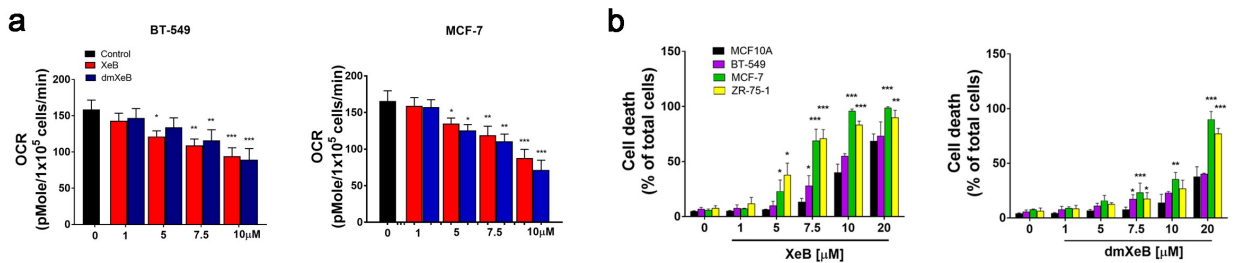 a
BT-549
Control
XeB
dmXeB
OCR
(pMole/1x10⁵ cells/min)
200
150
100
50
0
*
**
**
***
***
0 1 5 7.5 10μM
MCF-7
OCR
(pMole/1x10⁵ cells/min)
200
150
100
50
0
*
*
**
**
***
***
0 1 5 7.5 10μM
b
MCF10A
BT-549
MCF-7
ZR-75-1
Cell death
(% of total cells)
150
100
50
0
*
*
*
***
***
***
***
***
**
0 1 5 7.5 10 20
XeB [μM]
Cell death
(% of total cells)
150
100
50
0
*
***
*
**
***
***
0 1 5 7.5 10 20
dmXeB [μM]